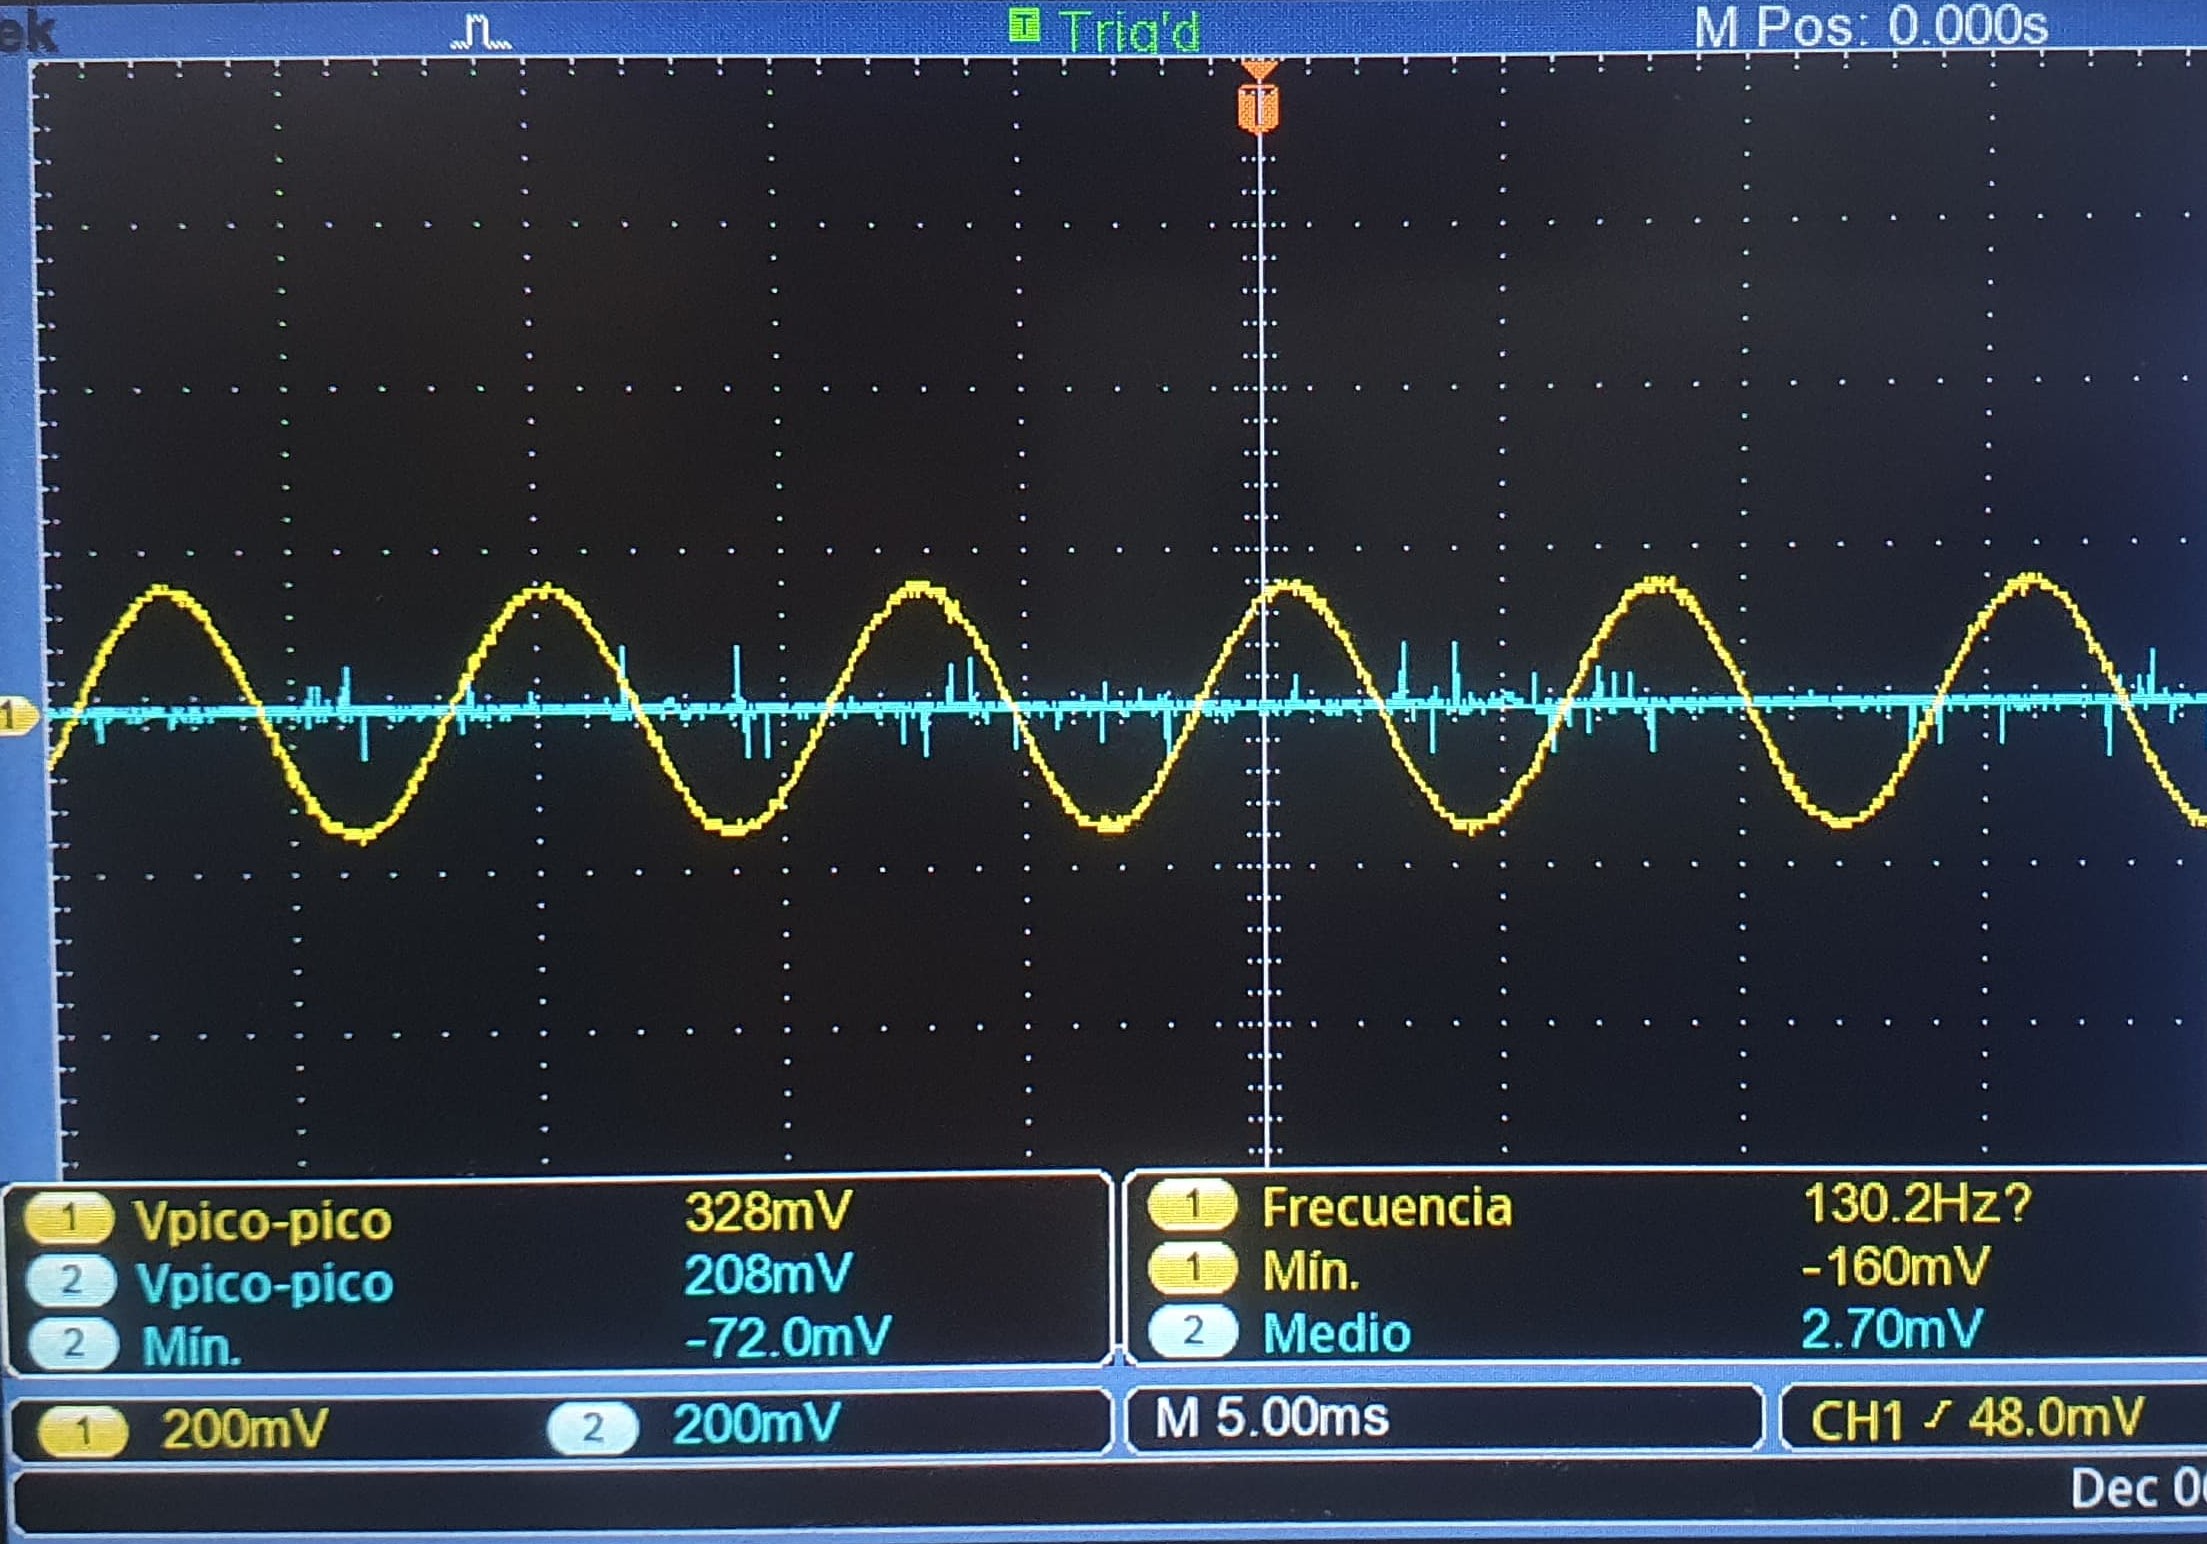 ek T Trig'd M Pos: 0.000s
T
1
1 Vpico-pico 328mV
2 Vpico-pico 208mV
2 Mín. -72.0mV
1 Frecuencia 130.2Hz?
1 Mín. -160mV
2 Medio 2.70mV
1 200mV 2 200mV M 5.00ms CH1 48.0mV
Dec 0